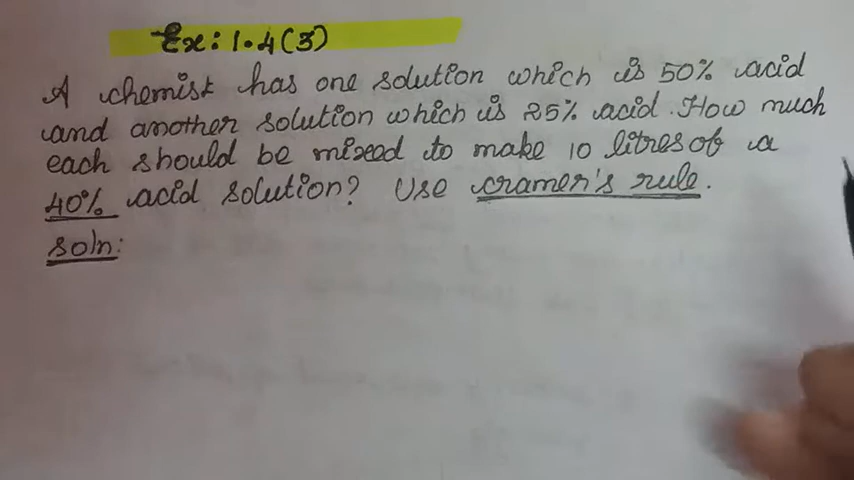 Ex: 1.4(3)
A chemist has one solution which is 50% acid
and another solution which is 25% acid. How much
each should be mixed to make 10 litres of a
40% acid solution? Use cramer's rule.
soln: